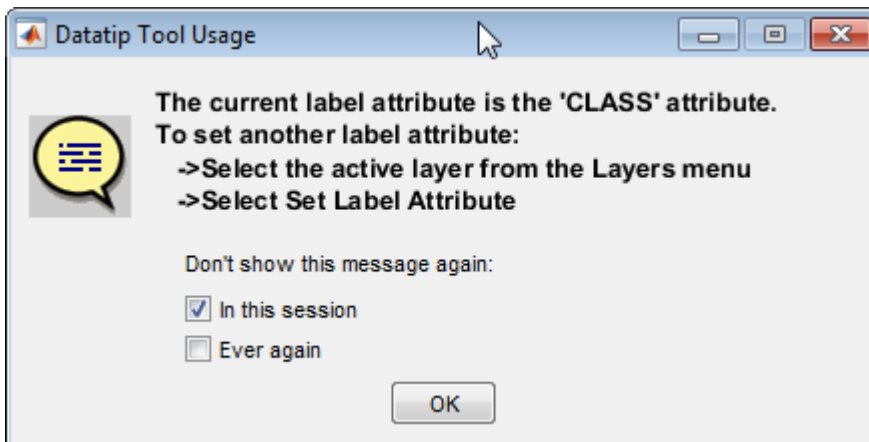 Datatip Tool Usage
The current label attribute is the 'CLASS' attribute.
To set another label attribute:
->Select the active layer from the Layers menu
->Select Set Label Attribute
Don't show this message again:
In this session
Ever again
OK